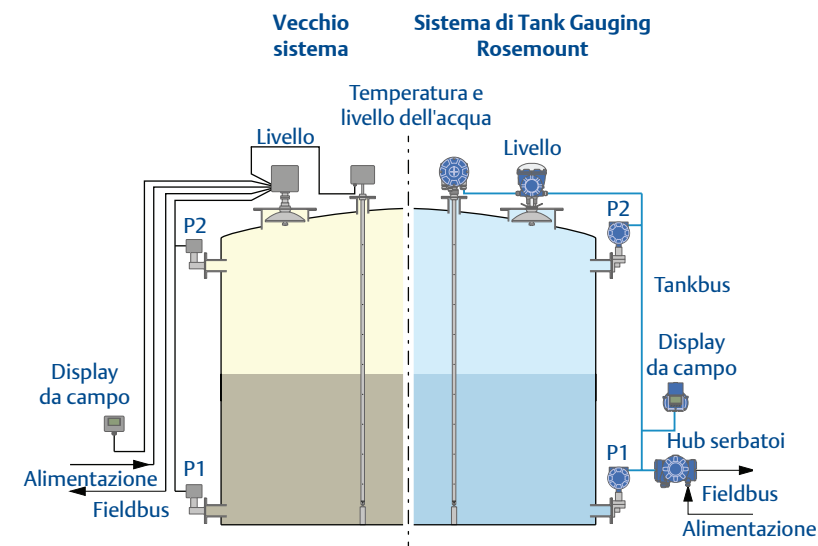 Vecchio
sistema
Sistema di Tank Gauging
Rosemount
Temperatura e
livello dell'acqua
Livello
Livello
P2
P2
Tankbus
Display
da campo
Display
da campo
P1
P1
Hub serbatoi
Alimentazione
Fieldbus
Fieldbus
Alimentazione